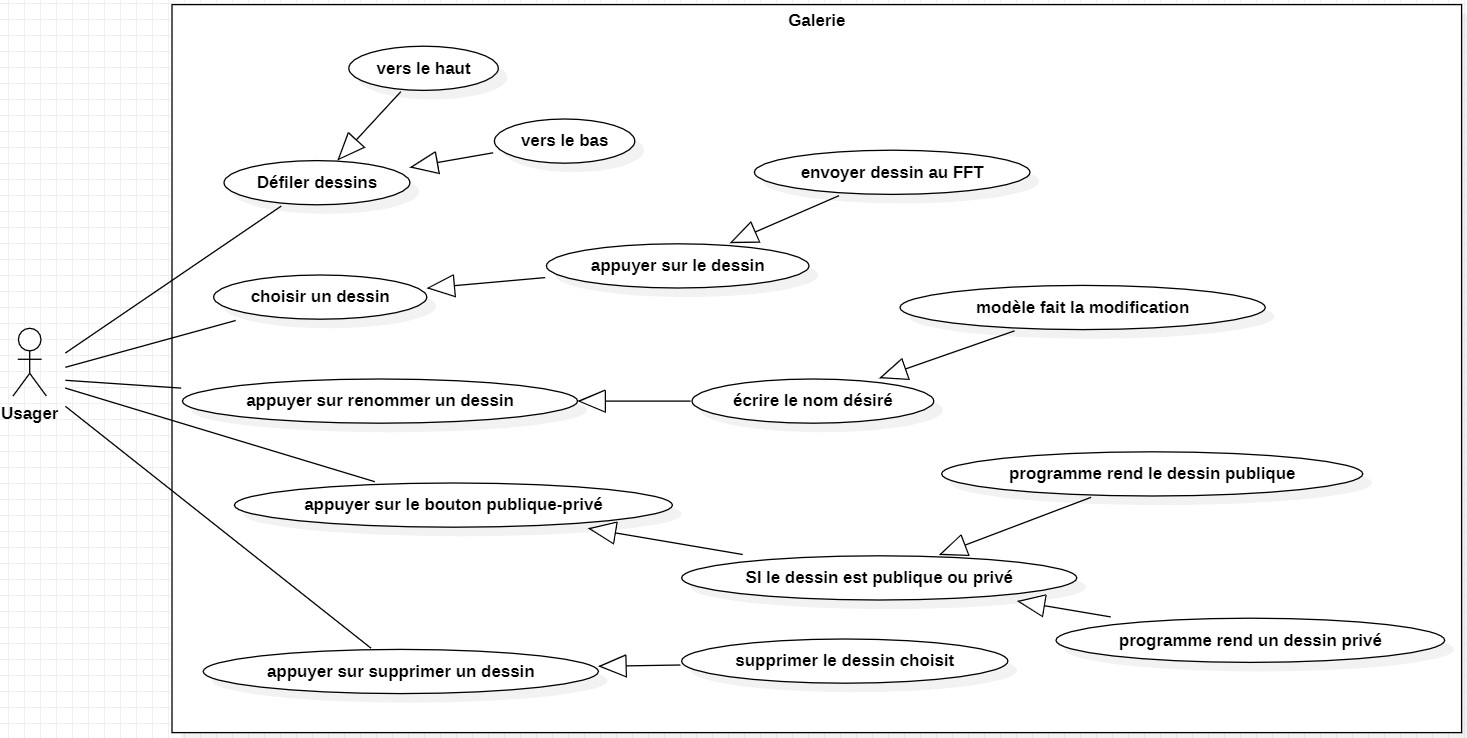 Galerie
vers le haut
vers le bas
envoyer dessin au FFT
Défiler dessins
appuyer sur le dessin
choisir un dessin
modèle fait la modification
appuyer sur renommer un dessin
écrire le nom désiré
Usager
programme rend le dessin publique
appuyer sur le bouton publique-privé
SI le dessin est publique ou privé
programme rend un dessin privé
supprimer le dessin choisit
appuyer sur supprimer un dessin